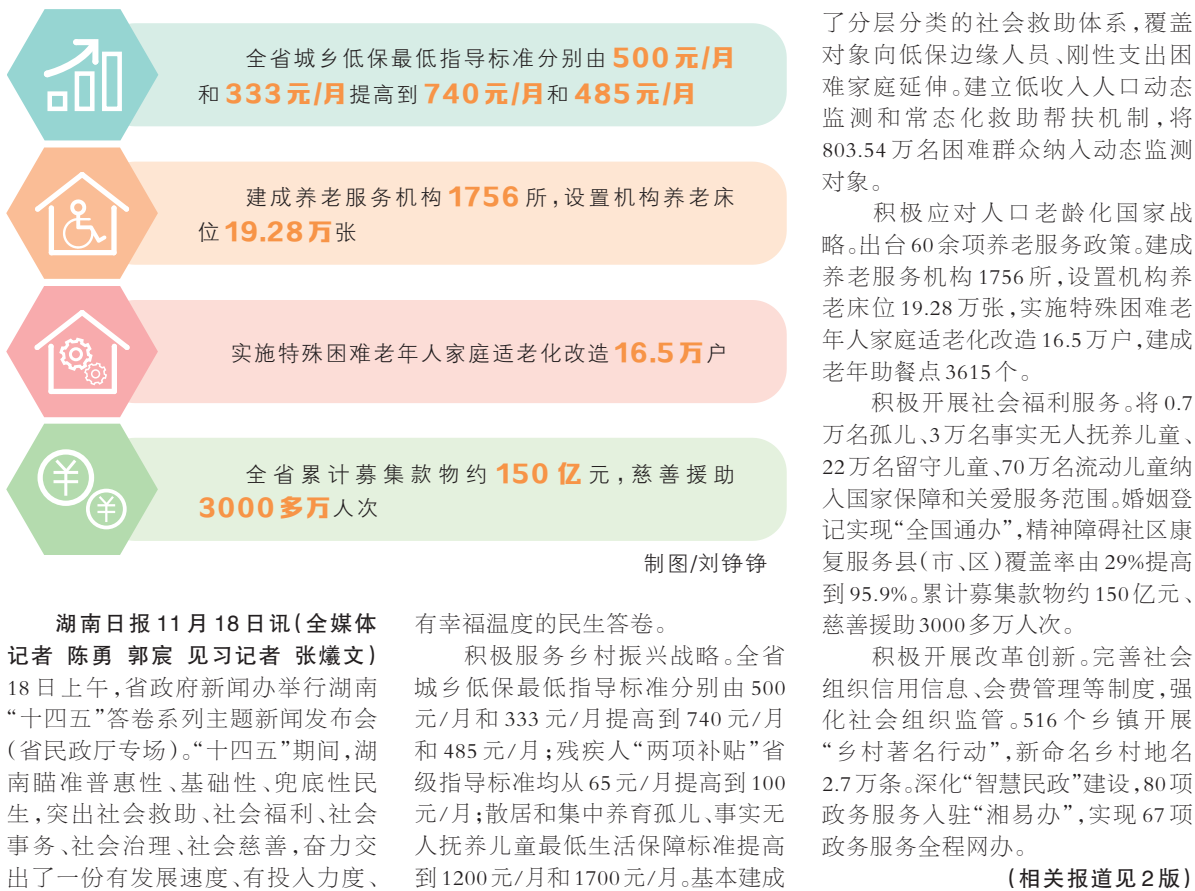 全省城乡低保最低指导标准分别由500元/月
和333元/月提高到740元/月和485元/月
建成养老服务机构1756所,设置机构养老床
位19.28万张
实施特殊困难老年人家庭适老化改造16.5万户
全省累计募集款物约150亿元,慈善援助
3000多万人次
制图/刘铮铮
湖南日报11月18日讯(全媒体
记者 陈勇 郭宸 见习记者 张爔文)
18日上午,省政府新闻办举行湖南
“十四五”答卷系列主题新闻发布会
(省民政厅专场)。“十四五”期间,湖
南瞄准普惠性、基础性、兜底性民
生,突出社会救助、社会福利、社会
事务、社会治理、社会慈善,奋力交
出了一份有发展速度、有投入力度、
有幸福温度的民生答卷。
积极服务乡村振兴战略。全省
城乡低保最低指导标准分别由500
元/月和333元/月提高到740元/月
和485元/月;残疾人“两项补贴”省
级指导标准均从65元/月提高到100
元/月;散居和集中养育孤儿、事实无
人抚养儿童最低生活保障标准提高
到1200元/月和1700元/月。基本建成
了分层分类的社会救助体系,覆盖
对象向低保边缘人员、刚性支出困
难家庭延伸。建立低收入人口动态
监测和常态化救助帮扶机制,将
803.54万名困难群众纳入动态监测
对象。
积极应对人口老龄化国家战
略。出台60余项养老服务政策。建成
养老服务机构1756所,设置机构养
老床位19.28万张,实施特殊困难老
年人家庭适老化改造16.5万户,建成
老年助餐点3615个。
积极开展社会福利服务。将0.7
万名孤儿、3万名事实无人抚养儿童、
22万名留守儿童、70万名流动儿童纳
入国家保障和关爱服务范围。婚姻登
记实现“全国通办”,精神障碍社区康
复服务县(市、区)覆盖率由29%提高
到95.9%。累计募集款物约150亿元、
慈善援助3000多万人次。
积极开展改革创新。完善社会
组织信用信息、会费管理等制度,强
化社会组织监管。516个乡镇开展
“乡村著名行动”,新命名乡村地名
2.7万条。深化“智慧民政”建设,80项
政务服务入驻“湘易办”,实现67项
政务服务全程网办。
(相关报道见2版)